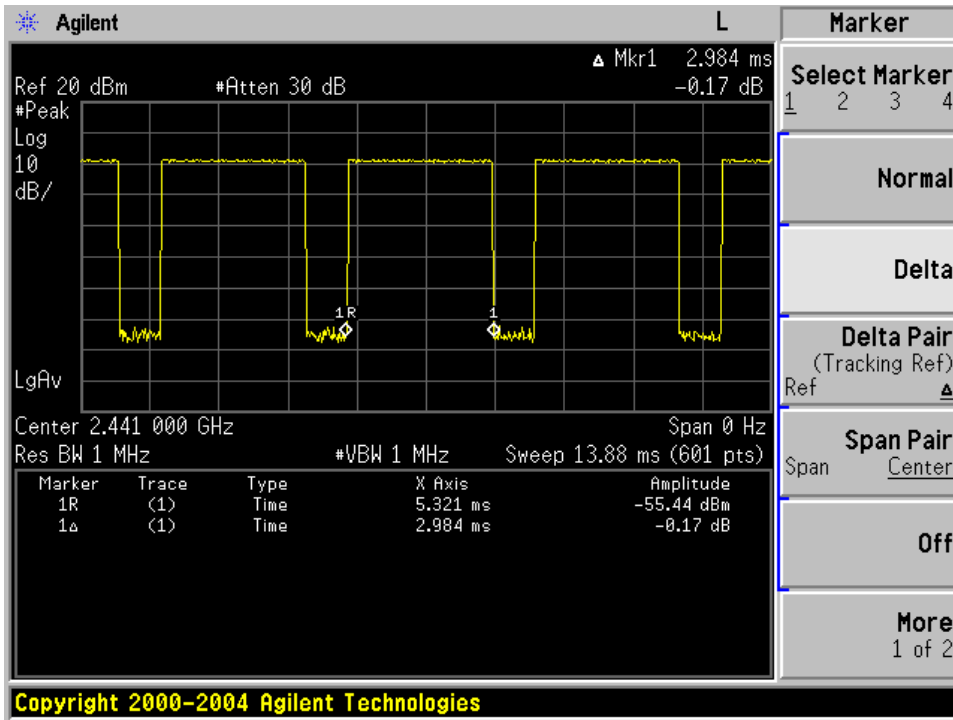 Agilent L Marker
Δ Mkr1 2.984 ms
Ref 20 dBm #Atten 30 dB -0.17 dB
#Peak
Log
10
dB/
1R 1
LgAv
Center 2.441 000 GHz Span 0 Hz
Res BW 1 MHz #VBW 1 MHz Sweep 13.88 ms (601 pts)
Marker Trace Type X Axis Amplitude
1R (1) Time 5.321 ms -55.44 dBm
1Δ (1) Time 2.984 ms -0.17 dB
Select Marker
1 2 3 4
Normal
Delta
Delta Pair
(Tracking Ref)
Ref Δ
Span Pair
Span Center
Off
More
1 of 2
Copyright 2000-2004 Agilent Technologies